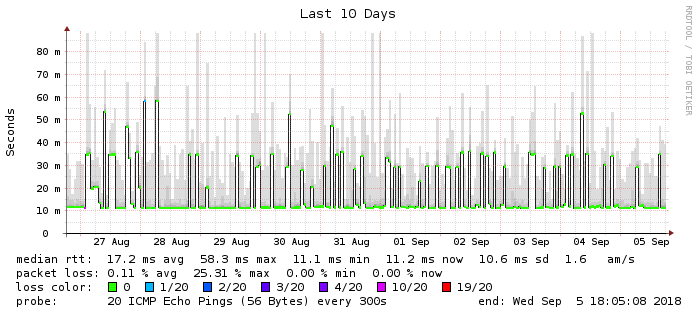 Last 10 Days
RRDTOOL / TOBI OETIKER
Seconds
80 m
70 m
60 m
50 m
40 m
30 m
20 m
10 m
0
27 Aug 28 Aug 29 Aug 30 Aug 31 Aug 01 Sep 02 Sep 03 Sep 04 Sep 05 Sep
median rtt: 17.2 ms avg 58.3 ms max 11.1 ms min 11.2 ms now 10.6 ms sd 1.6 am/s
packet loss: 0.11 % avg 25.31 % max 0.00 % min 0.00 % now
loss color: 0 1/20 2/20 3/20 4/20 10/20 19/20
probe: 20 ICMP Echo Pings (56 Bytes) every 300s end: Wed Sep 5 18:05:08 2018